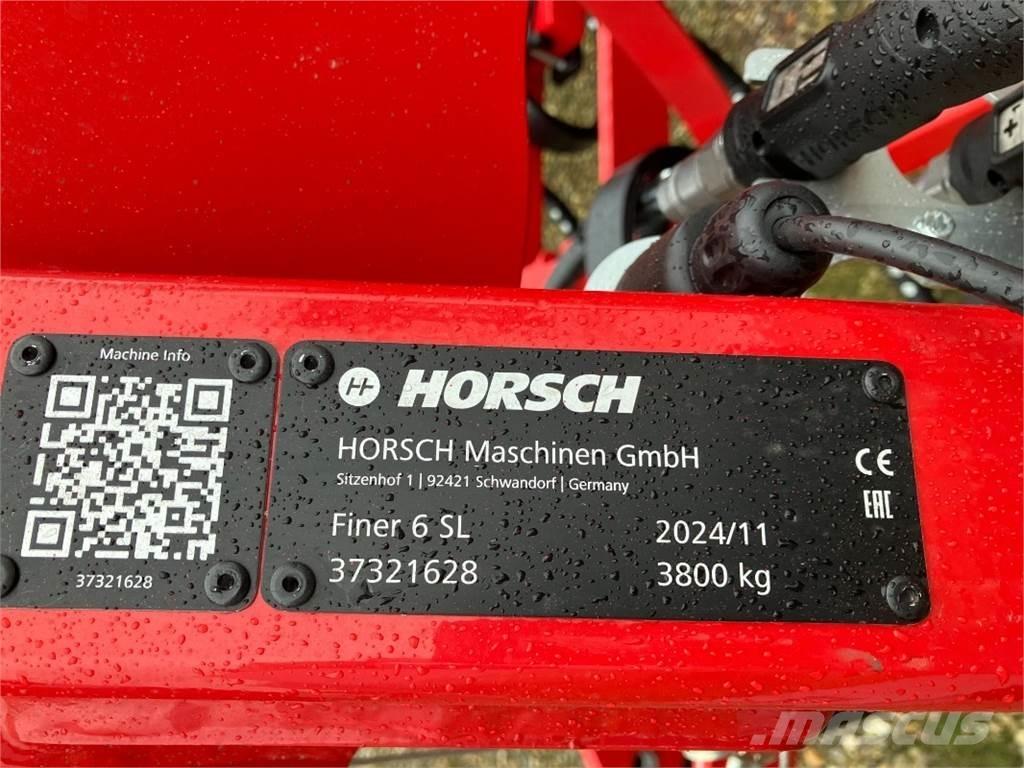 Machine Info
37321628
HORSCH
HORSCH Maschinen GmbH
Sitzenhof 1 | 92421 Schwandorf | Germany
Finer 6 SL
2024/11
37321628
3800 kg
CE
EAC
mascus